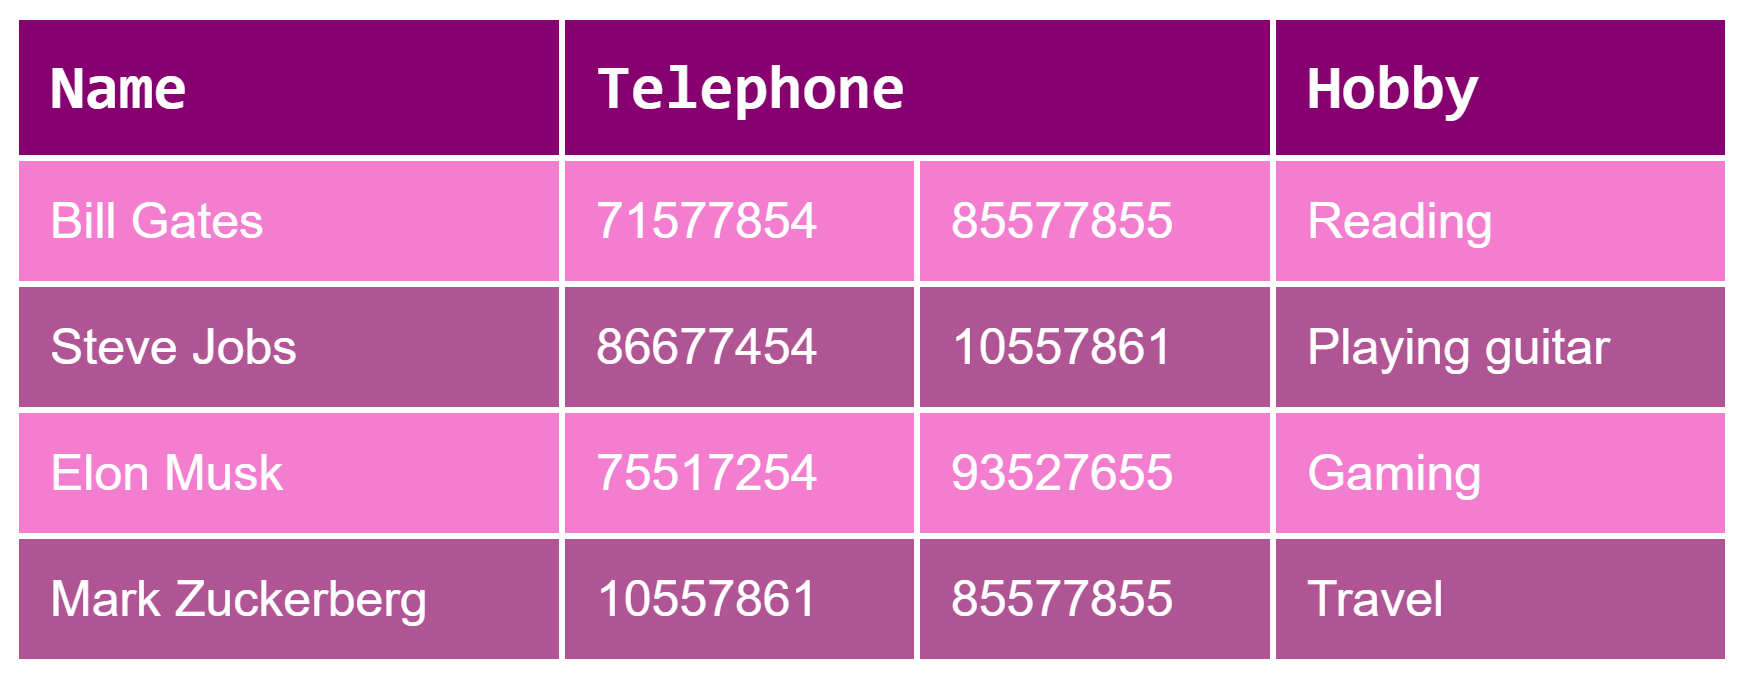 Name Telephone Hobby
Bill Gates 71577854 85577855 Reading
Steve Jobs 86677454 10557861 Playing guitar
Elon Musk 75517254 93527655 Gaming
Mark Zuckerberg 10557861 85577855 Travel